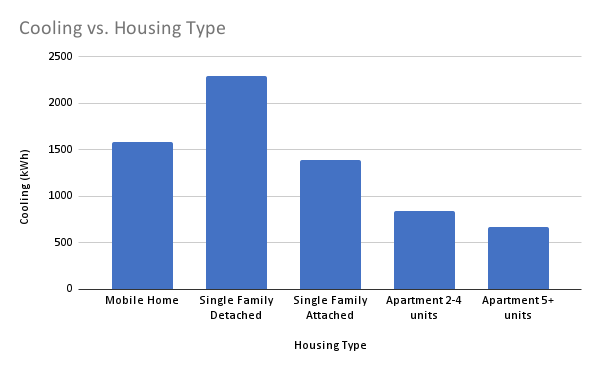 Cooling vs. Housing Type
2500
2000
1500
1000
500
0
Cooling (kWh)
Mobile Home
Single Family
Detached
Single Family
Attached
Apartment 2-4
units
Apartment 5+
units
Housing Type